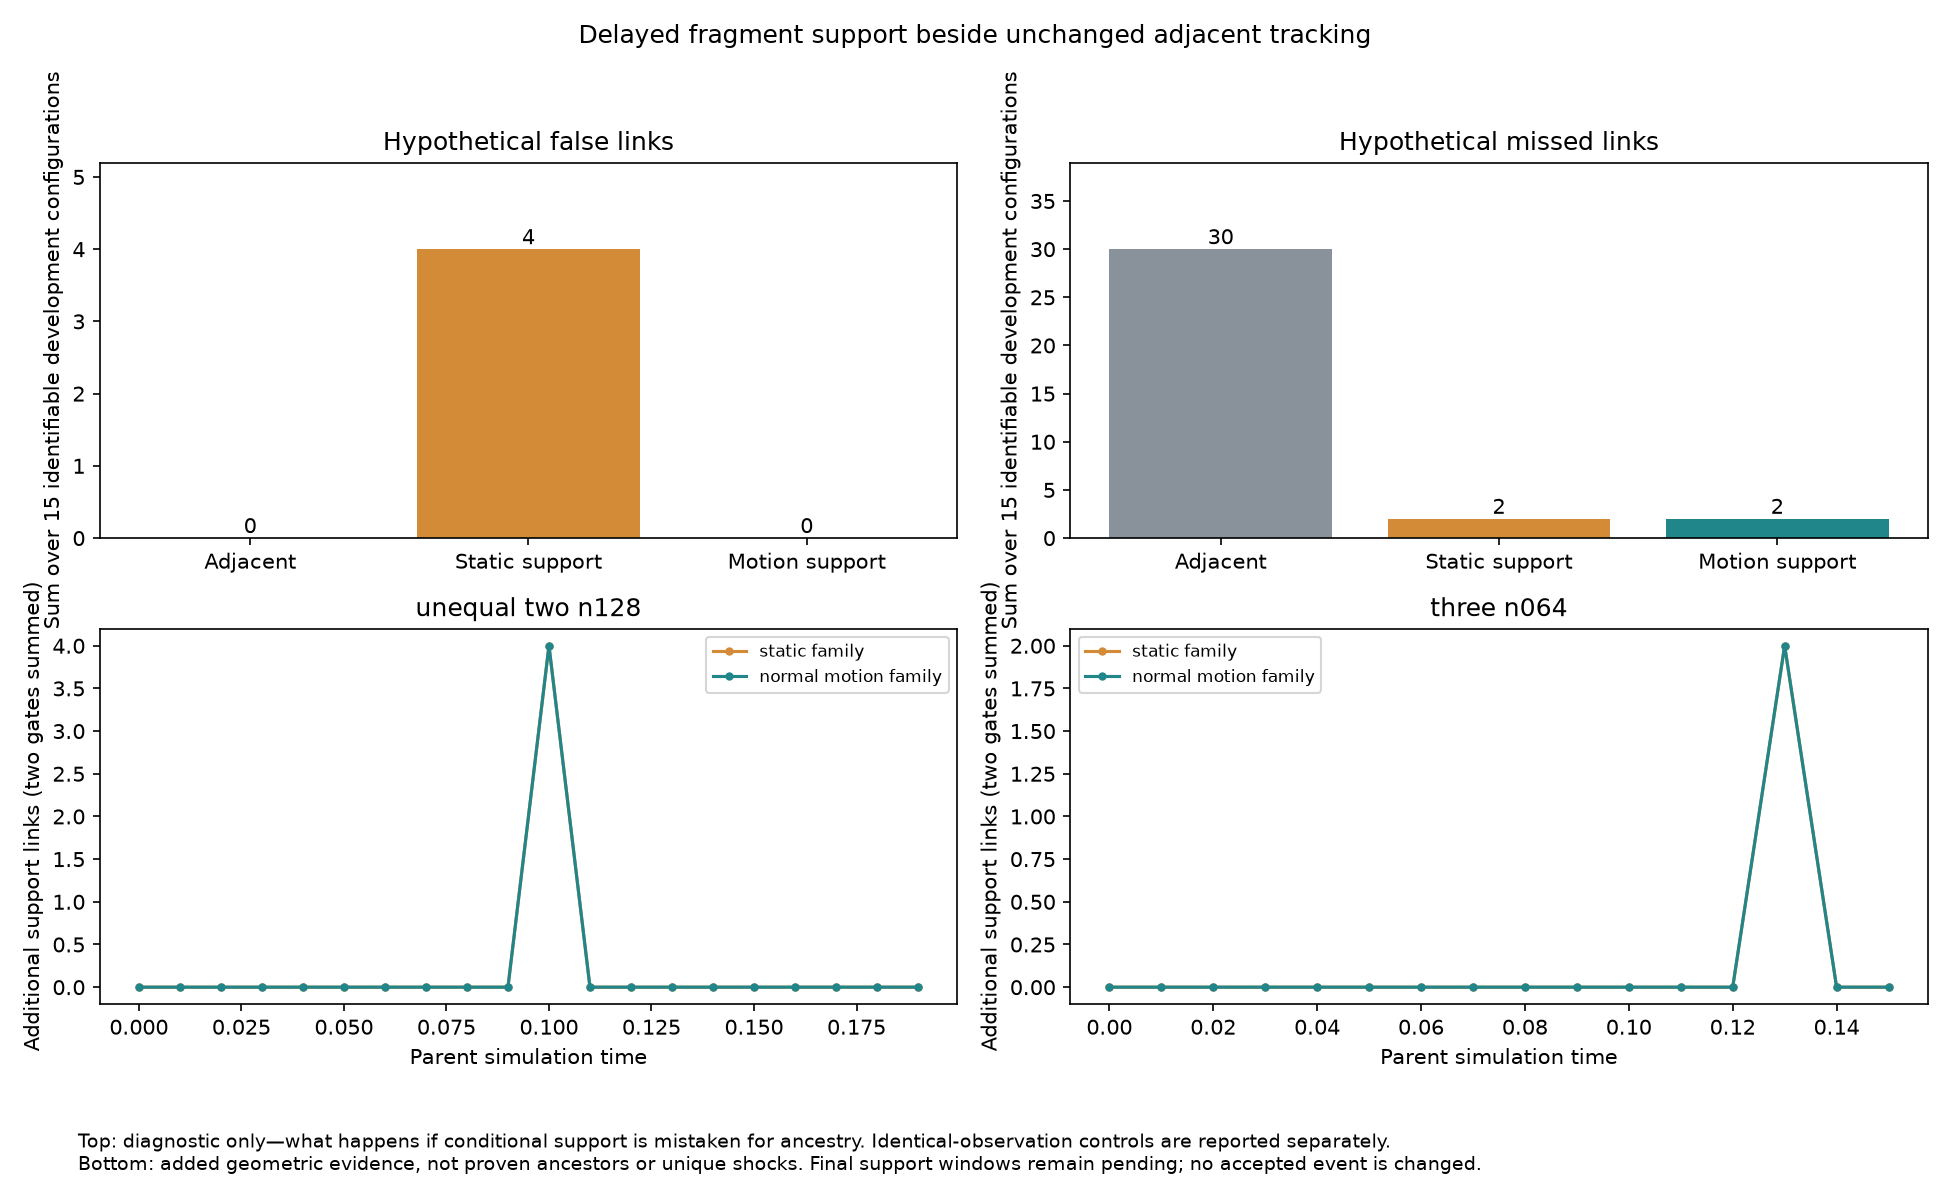 Delayed fragment support beside unchanged adjacent tracking
Hypothetical false links
Sum over 15 identifiable development configurations
5
4
3
2
1
0
0
4
0
Adjacent
Static support
Motion support
Hypothetical missed links
Sum over 15 identifiable development configurations
35
30
25
20
15
10
5
0
30
2
2
Adjacent
Static support
Motion support
unequal two n128
Additional support links (two gates summed)
4.0
3.5
3.0
2.5
2.0
1.5
1.0
0.5
0.0
static family
normal motion family
0.000
0.025
0.050
0.075
0.100
0.125
0.150
0.175
Parent simulation time
three n064
Additional support links (two gates summed)
2.00
1.75
1.50
1.25
1.00
0.75
0.50
0.25
0.00
static family
normal motion family
0.00
0.02
0.04
0.06
0.08
0.10
0.12
0.14
Parent simulation time
Top: diagnostic only—what happens if conditional support is mistaken for ancestry. Identical-observation controls are reported separately.
Bottom: added geometric evidence, not proven ancestors or unique shocks. Final support windows remain pending; no accepted event is changed.